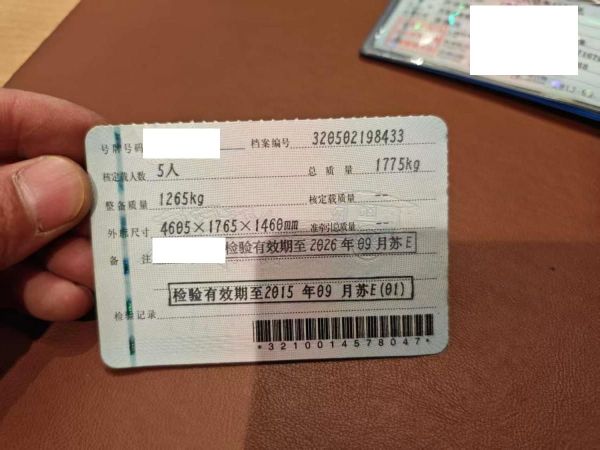 号牌号码 档案编号 320502198433
核定载人数 5人 总质量 1775kg
整备质量 1265kg 核定载质量 --
外廓尺寸 4605×1765×1460mm 准牵引总质量 --
备注 检验有效期至2026年09月苏E
检验有效期至2015年09月苏E(01)
检验记录
*3210014578047*